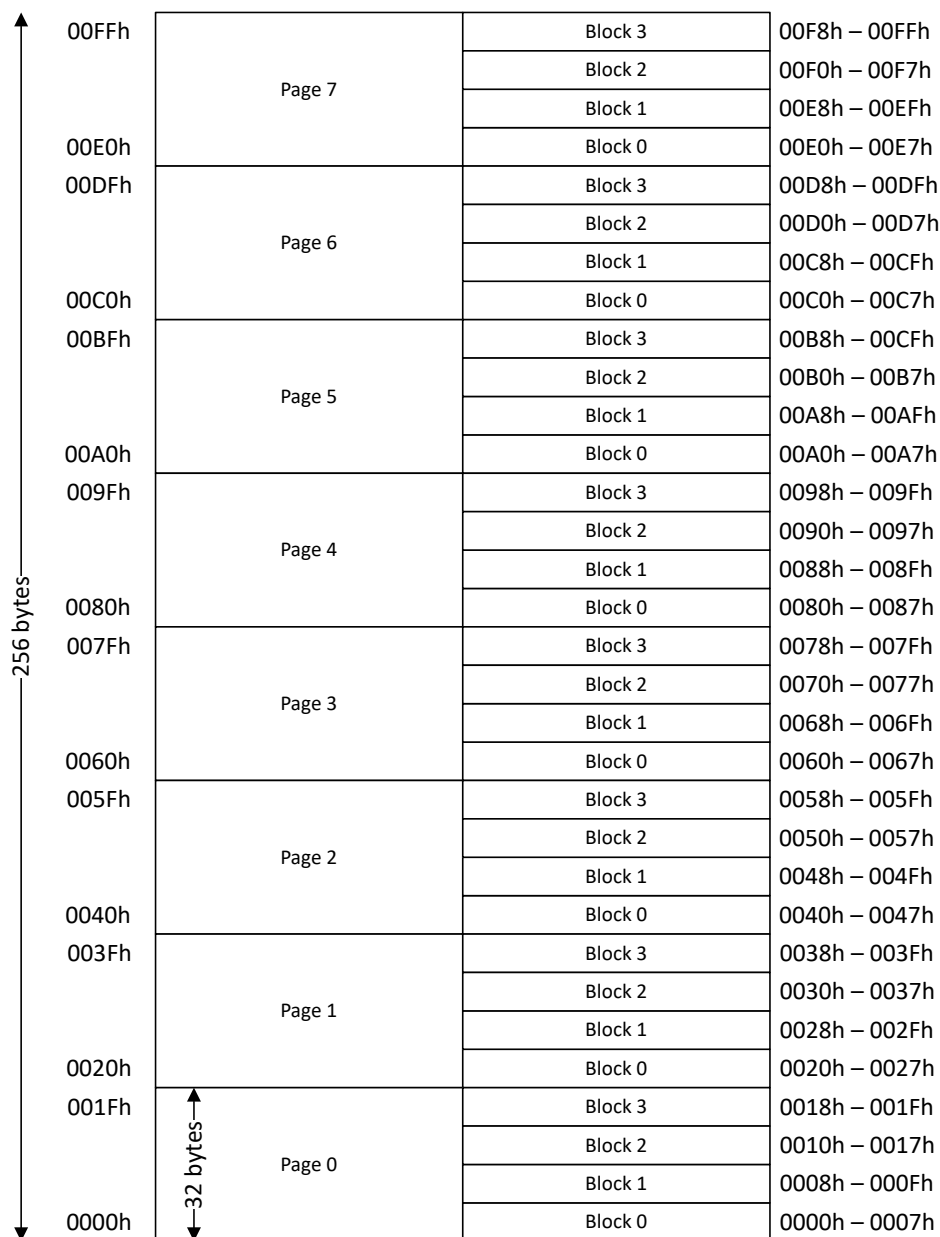 00FFh Block 3 00F8h – 00FFh
Block 2 00F0h – 00F7h
Page 7
Block 1 00E8h – 00EFh
00E0h Block 0 00E0h – 00E7h
00DFh Block 3 00D8h – 00DFh
Block 2 00D0h – 00D7h
Page 6
Block 1 00C8h – 00CFh
00C0h Block 0 00C0h – 00C7h
00BFh Block 3 00B8h – 00CFh
Block 2 00B0h – 00B7h
Page 5
Block 1 00A8h – 00AFh
00A0h Block 0 00A0h – 00A7h
009Fh Block 3 0098h – 009Fh
Block 2 0090h – 0097h
Page 4
Block 1 0088h – 008Fh
0080h Block 0 0080h – 0087h
256 bytes
007Fh Block 3 0078h – 007Fh
Block 2 0070h – 0077h
Page 3
Block 1 0068h – 006Fh
0060h Block 0 0060h – 0067h
005Fh Block 3 0058h – 005Fh
Block 2 0050h – 0057h
Page 2
Block 1 0048h – 004Fh
0040h Block 0 0040h – 0047h
003Fh Block 3 0038h – 003Fh
Block 2 0030h – 0037h
Page 1
Block 1 0028h – 002Fh
0020h Block 0 0020h – 0027h
001Fh Block 3 0018h – 001Fh
Block 2 0010h – 0017h
32 bytes
Page 0
Block 1 0008h – 000Fh
0000h Block 0 0000h – 0007h